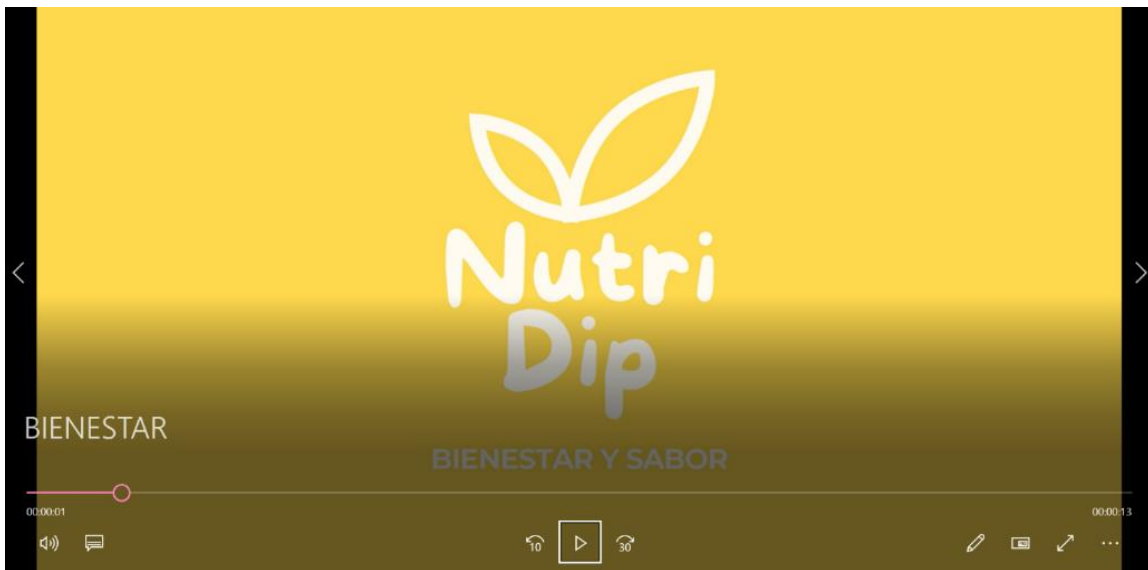 Nutri
Dip
BIENESTAR
BIENESTAR Y SABOR
00:00:01
00:00:13
10
30